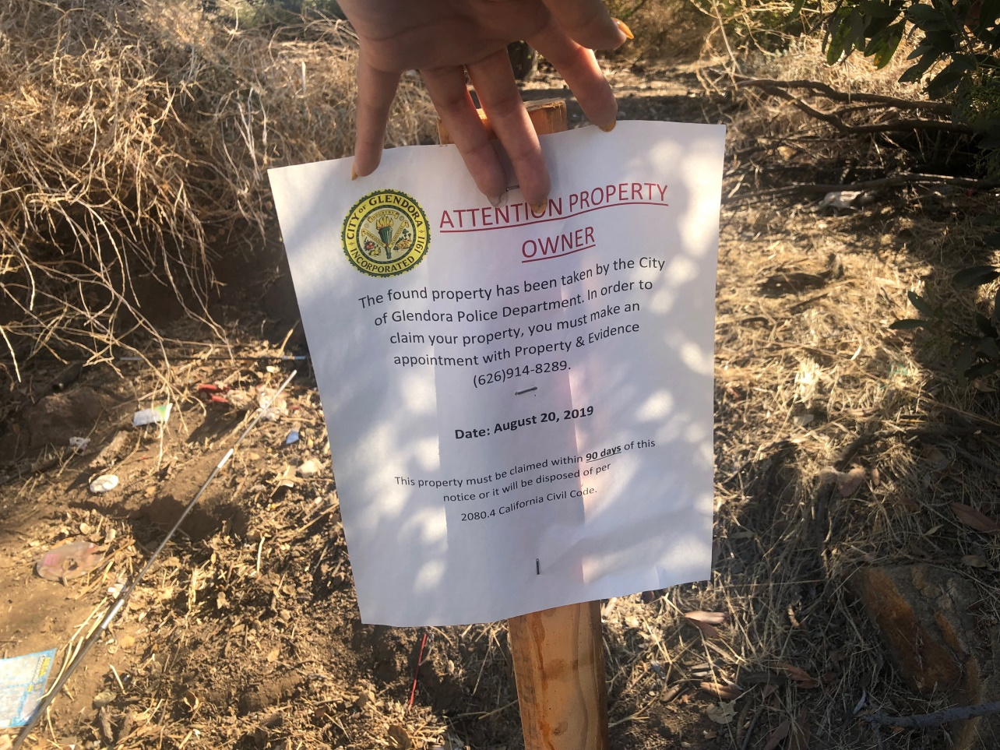 CITY OF GLENDORA
INCORPORATED 1911
ATTENTION PROPERTY
OWNER
The found property has been taken by the City
of Glendora Police Department. In order to
claim your property, you must make an
appointment with Property & Evidence
(626)914-8289.
Date: August 20, 2019
This property must be claimed within 90 days of this
notice or it will be disposed of per
2080.4 California Civil Code.